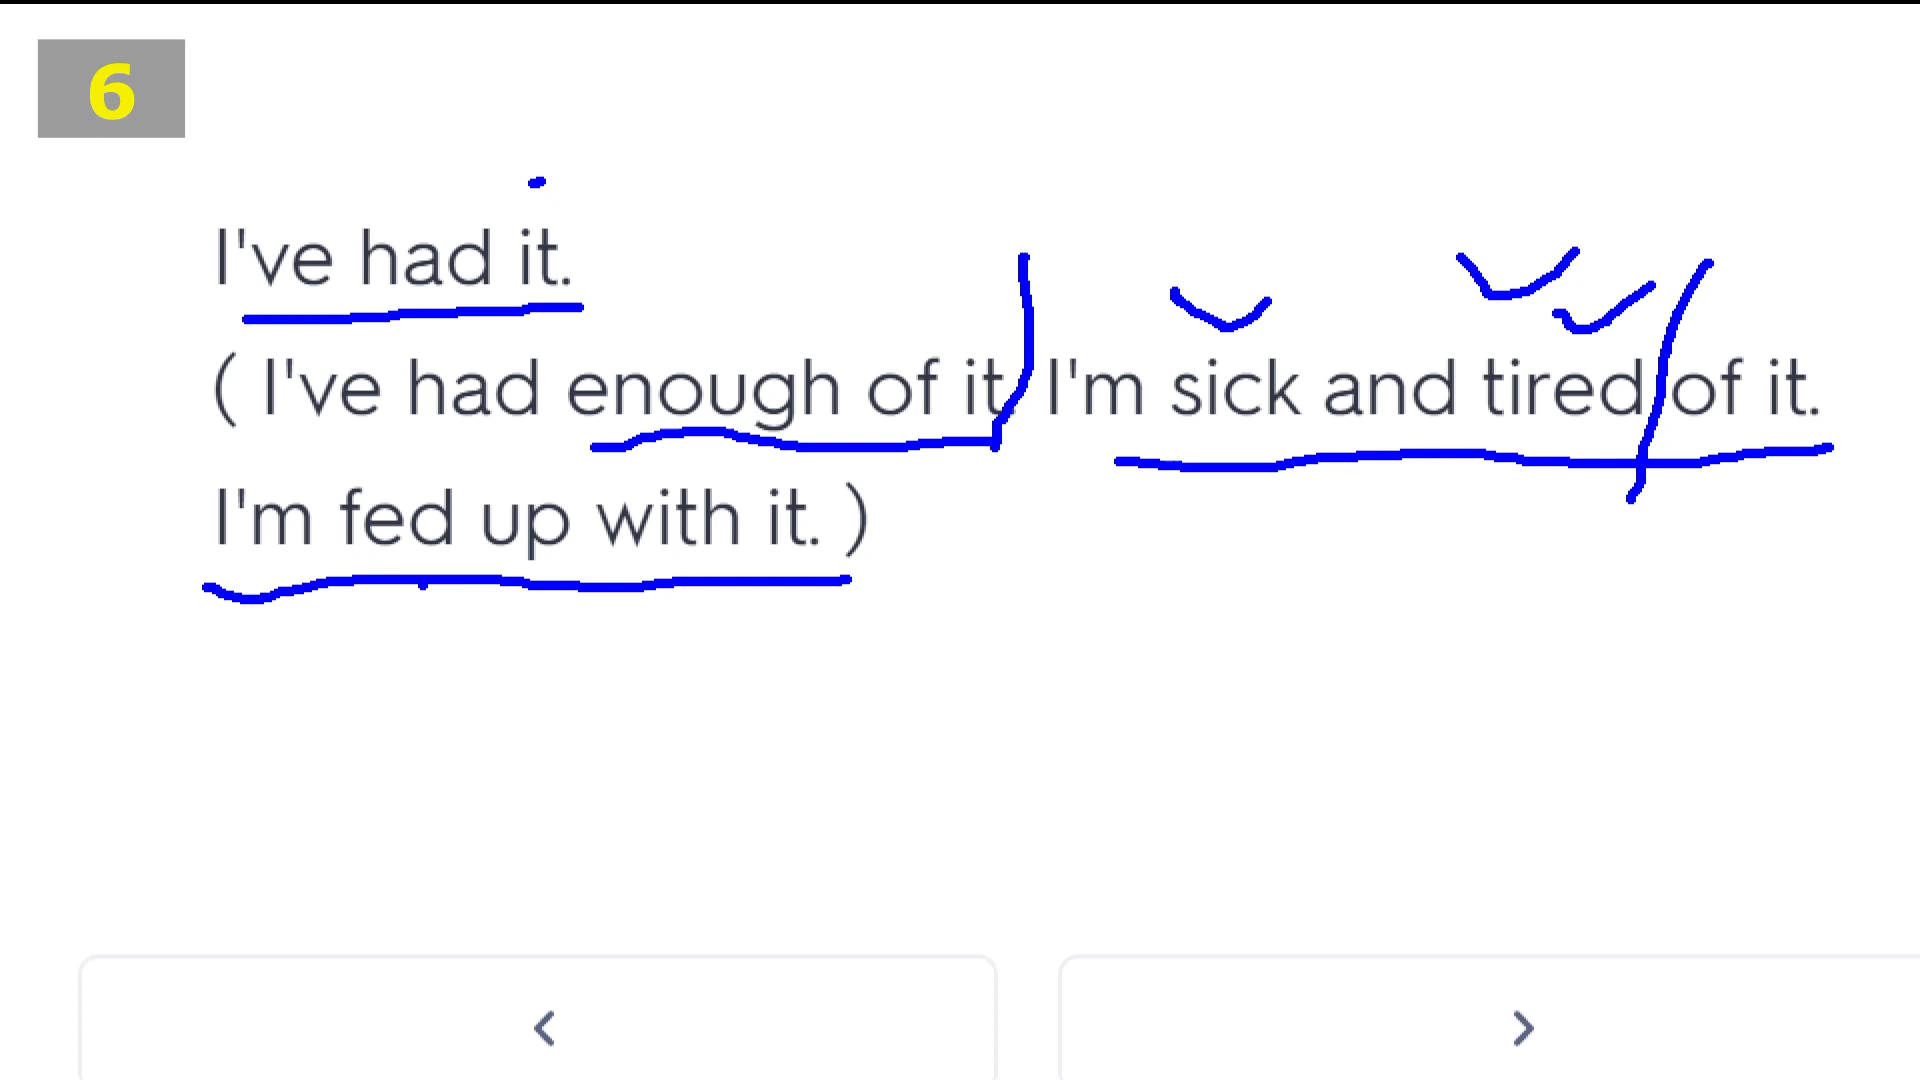 6
I've had it.
( I've had enough of it I'm sick and tired of it.
I'm fed up with it. )